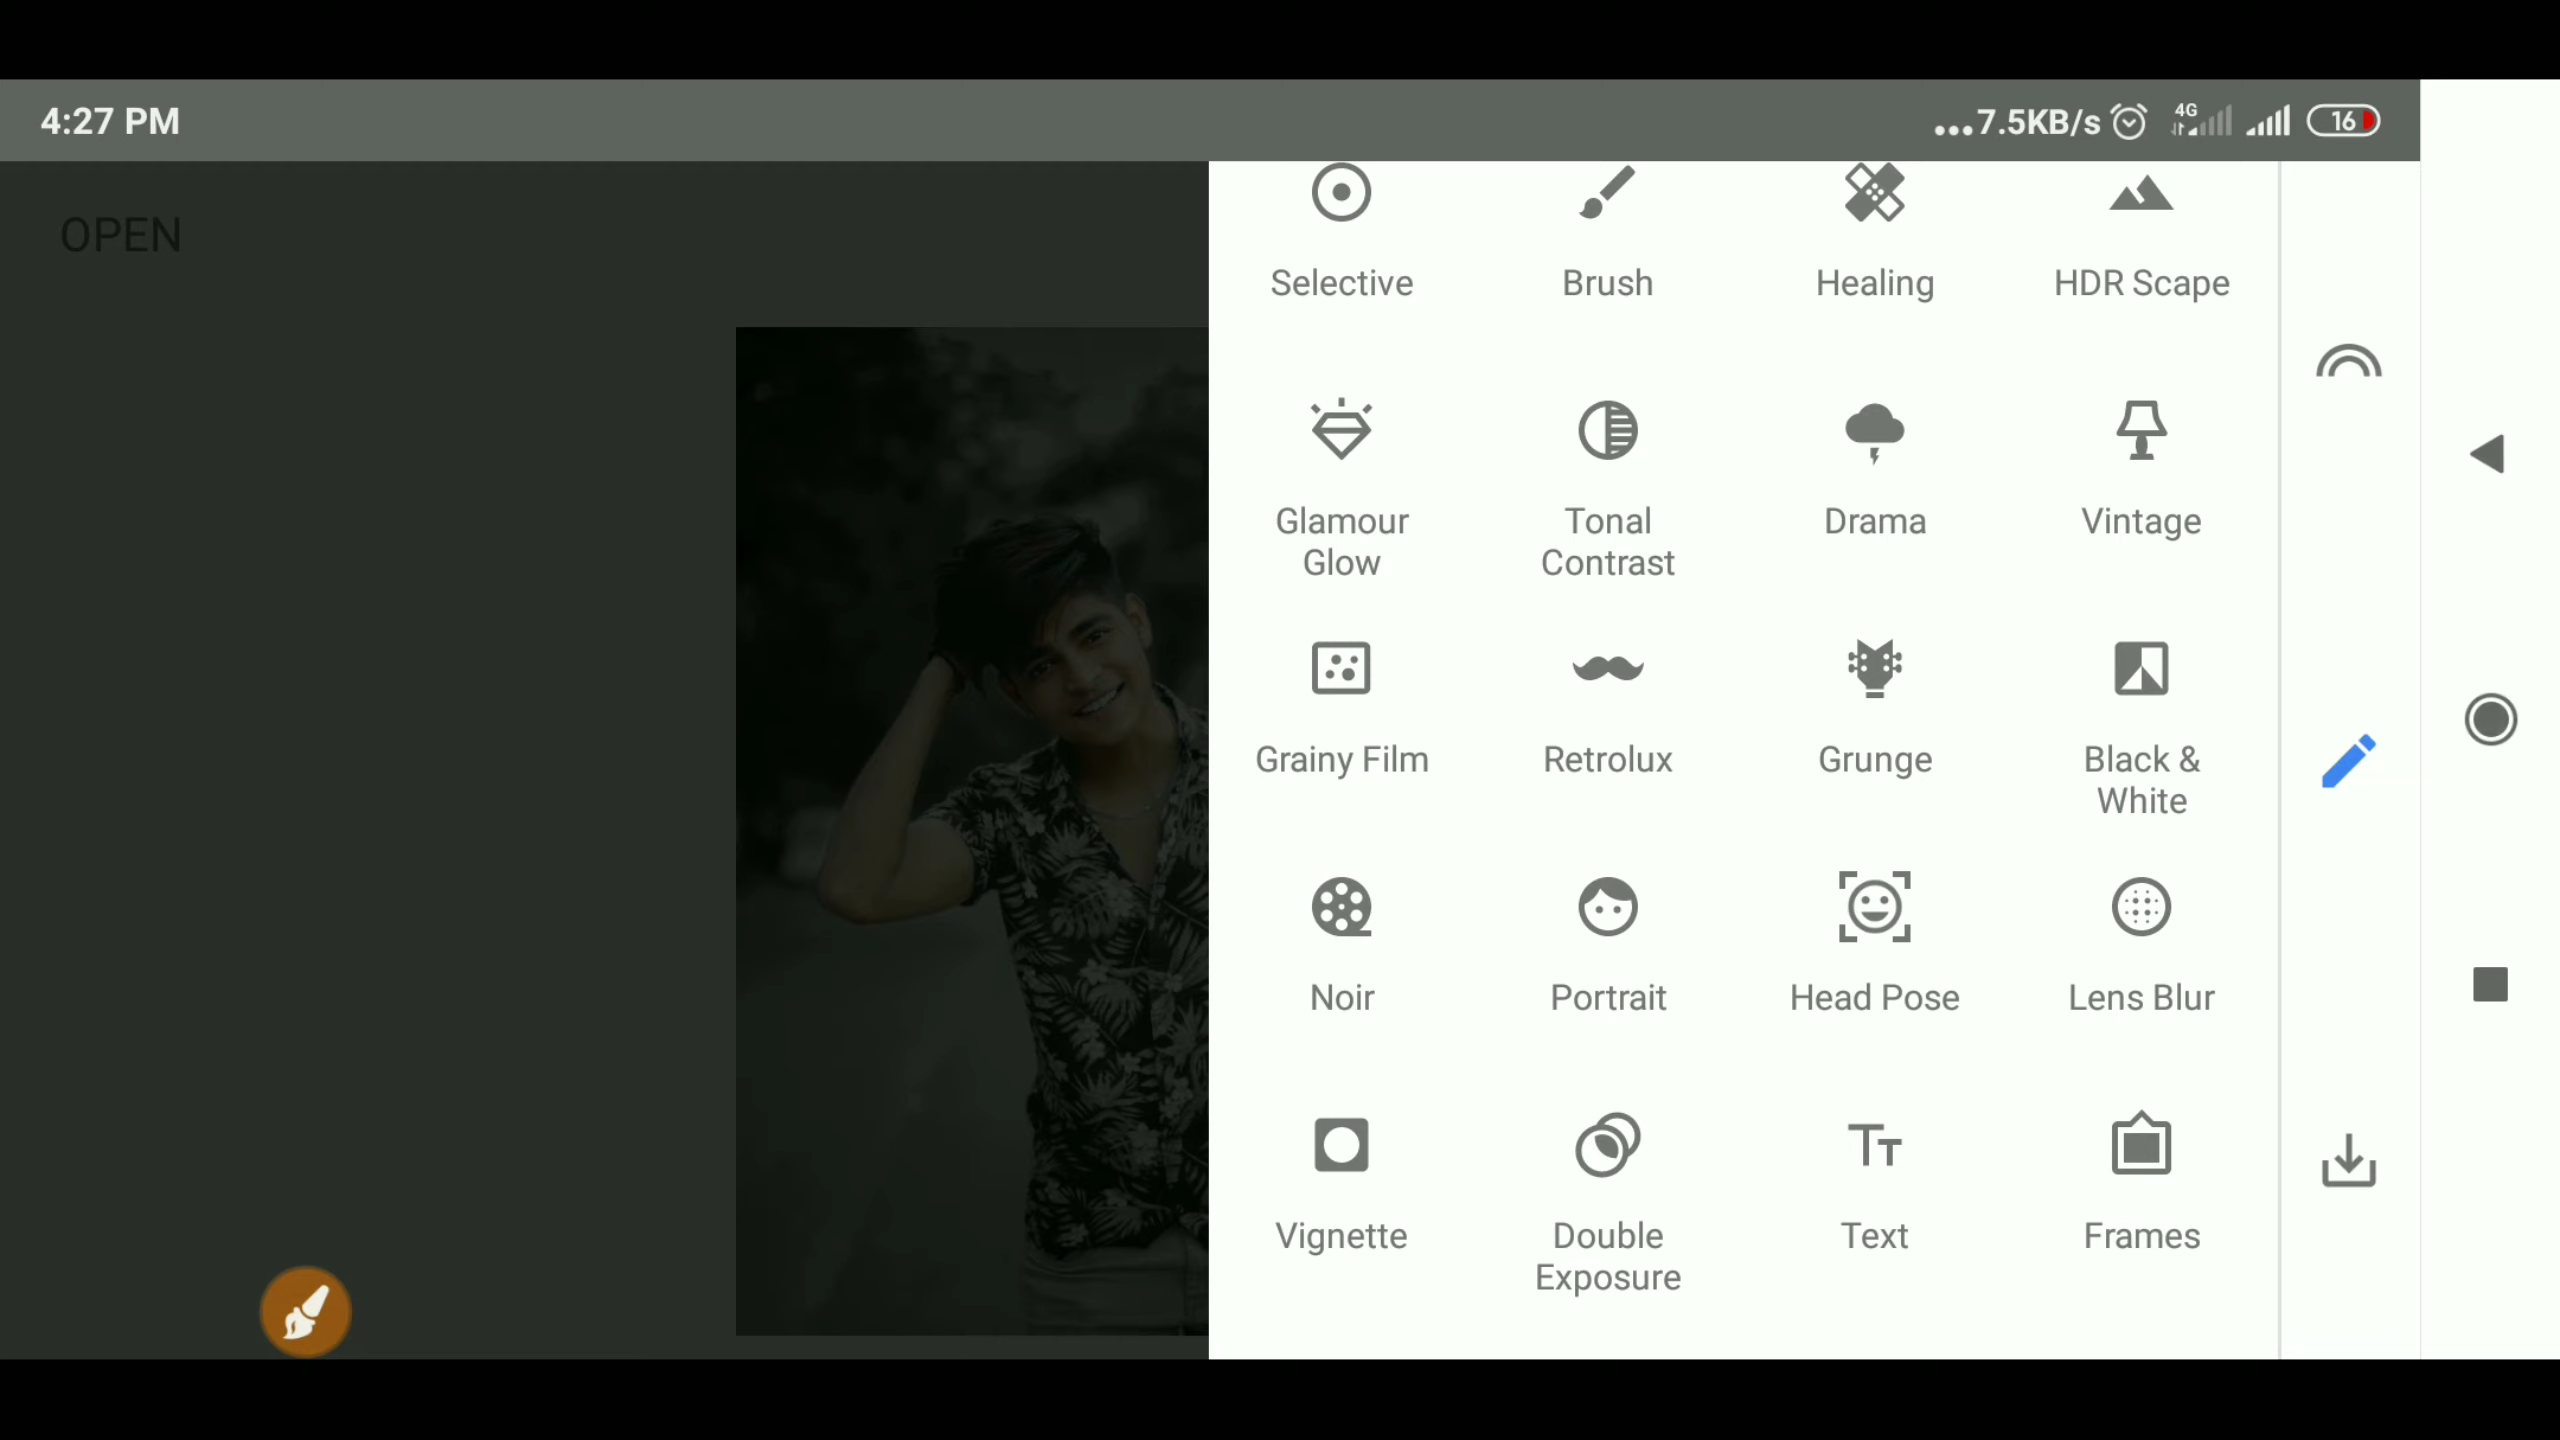 4:27 PM
...7.5KB/s 4G 16
OPEN
Selective
Brush
Healing
HDR Scape
Glamour
Glow
Tonal
Contrast
Drama
Vintage
Grainy Film
Retrolux
Grunge
Black &
White
Noir
Portrait
Head Pose
Lens Blur
Vignette
Double
Exposure
Text
Frames